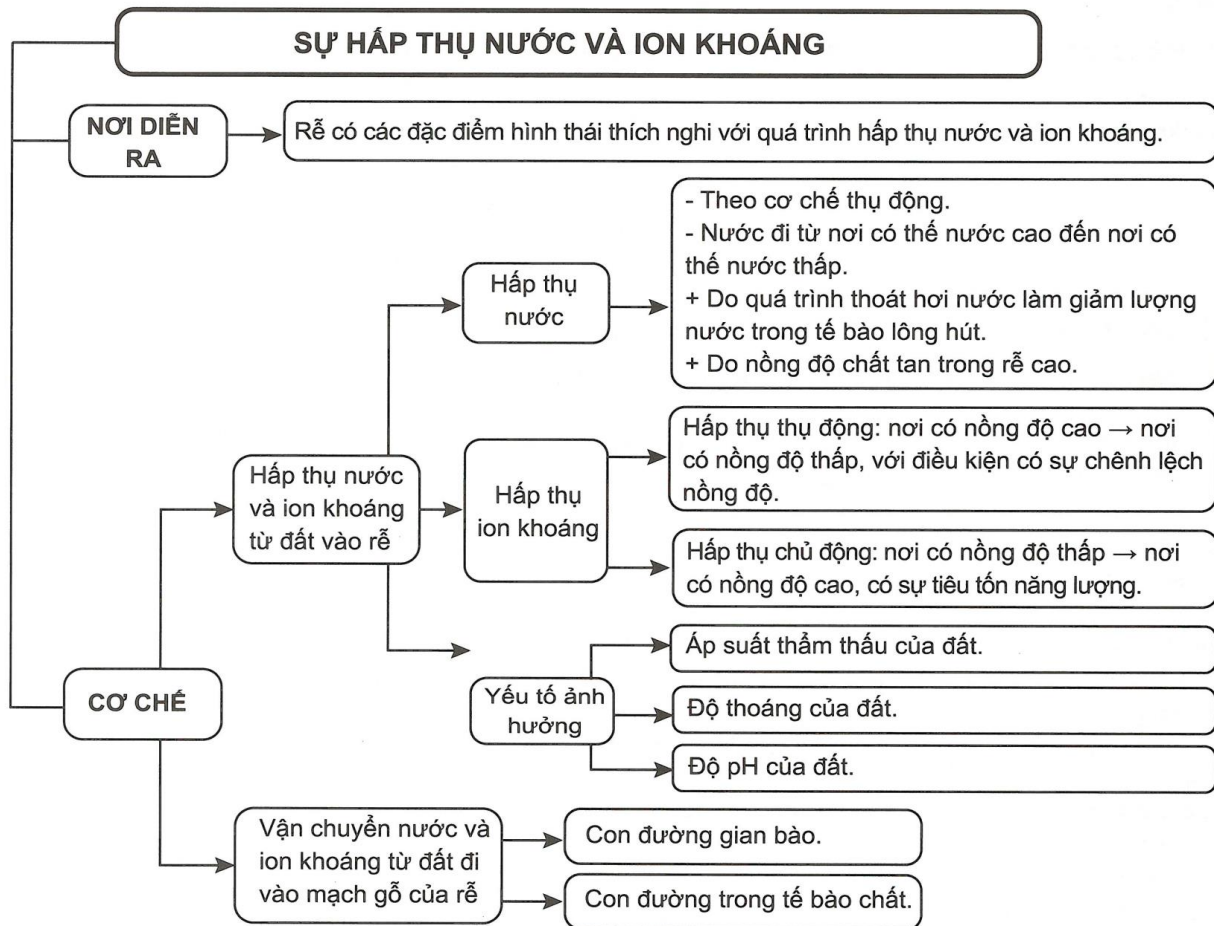 SỰ HẤP THỤ NƯỚC VÀ ION KHOÁNG
NƠI DIỄN
RA
Rễ có các đặc điểm hình thái thích nghi với quá trình hấp thụ nước và ion khoáng.
Hấp thụ
nước
- Theo cơ chế thụ động.
- Nước đi từ nơi có thế nước cao đến nơi có
thế nước thấp.
+ Do quá trình thoát hơi nước làm giảm lượng
nước trong tế bào lông hút.
+ Do nồng độ chất tan trong rễ cao.
Hấp thụ nước
và ion khoáng
từ đất vào rễ
Hấp thụ
ion khoáng
Hấp thụ thụ động: nơi có nồng độ cao → nơi
có nồng độ thấp, với điều kiện có sự chênh lệch
nồng độ.
Hấp thụ chủ động: nơi có nồng độ thấp → nơi
có nồng độ cao, có sự tiêu tốn năng lượng.
CƠ CHẾ
Yếu tố ảnh
hưởng
Áp suất thẩm thấu của đất.
Độ thoáng của đất.
Độ pH của đất.
Vận chuyển nước và
ion khoáng từ đất đi
vào mạch gỗ của rễ
Con đường gian bào.
Con đường trong tế bào chất.